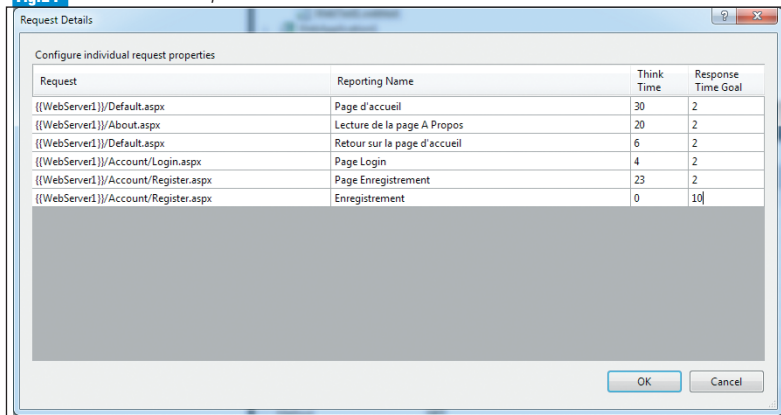 Request Details
Configure individual request properties
Request Reporting Name Think Time Response Time Goal
{{WebServer1}}/Default.aspx Page d'accueil 30 2
{{WebServer1}}/About.aspx Lecture de la page A Propos 20 2
{{WebServer1}}/Default.aspx Retour sur la page d'accueil 6 2
{{WebServer1}}/Account/Login.aspx Page Login 4 2
{{WebServer1}}/Account/Register.aspx Page Enregistrement 23 2
{{WebServer1}}/Account/Register.aspx Enregistrement 0 10
OK Cancel